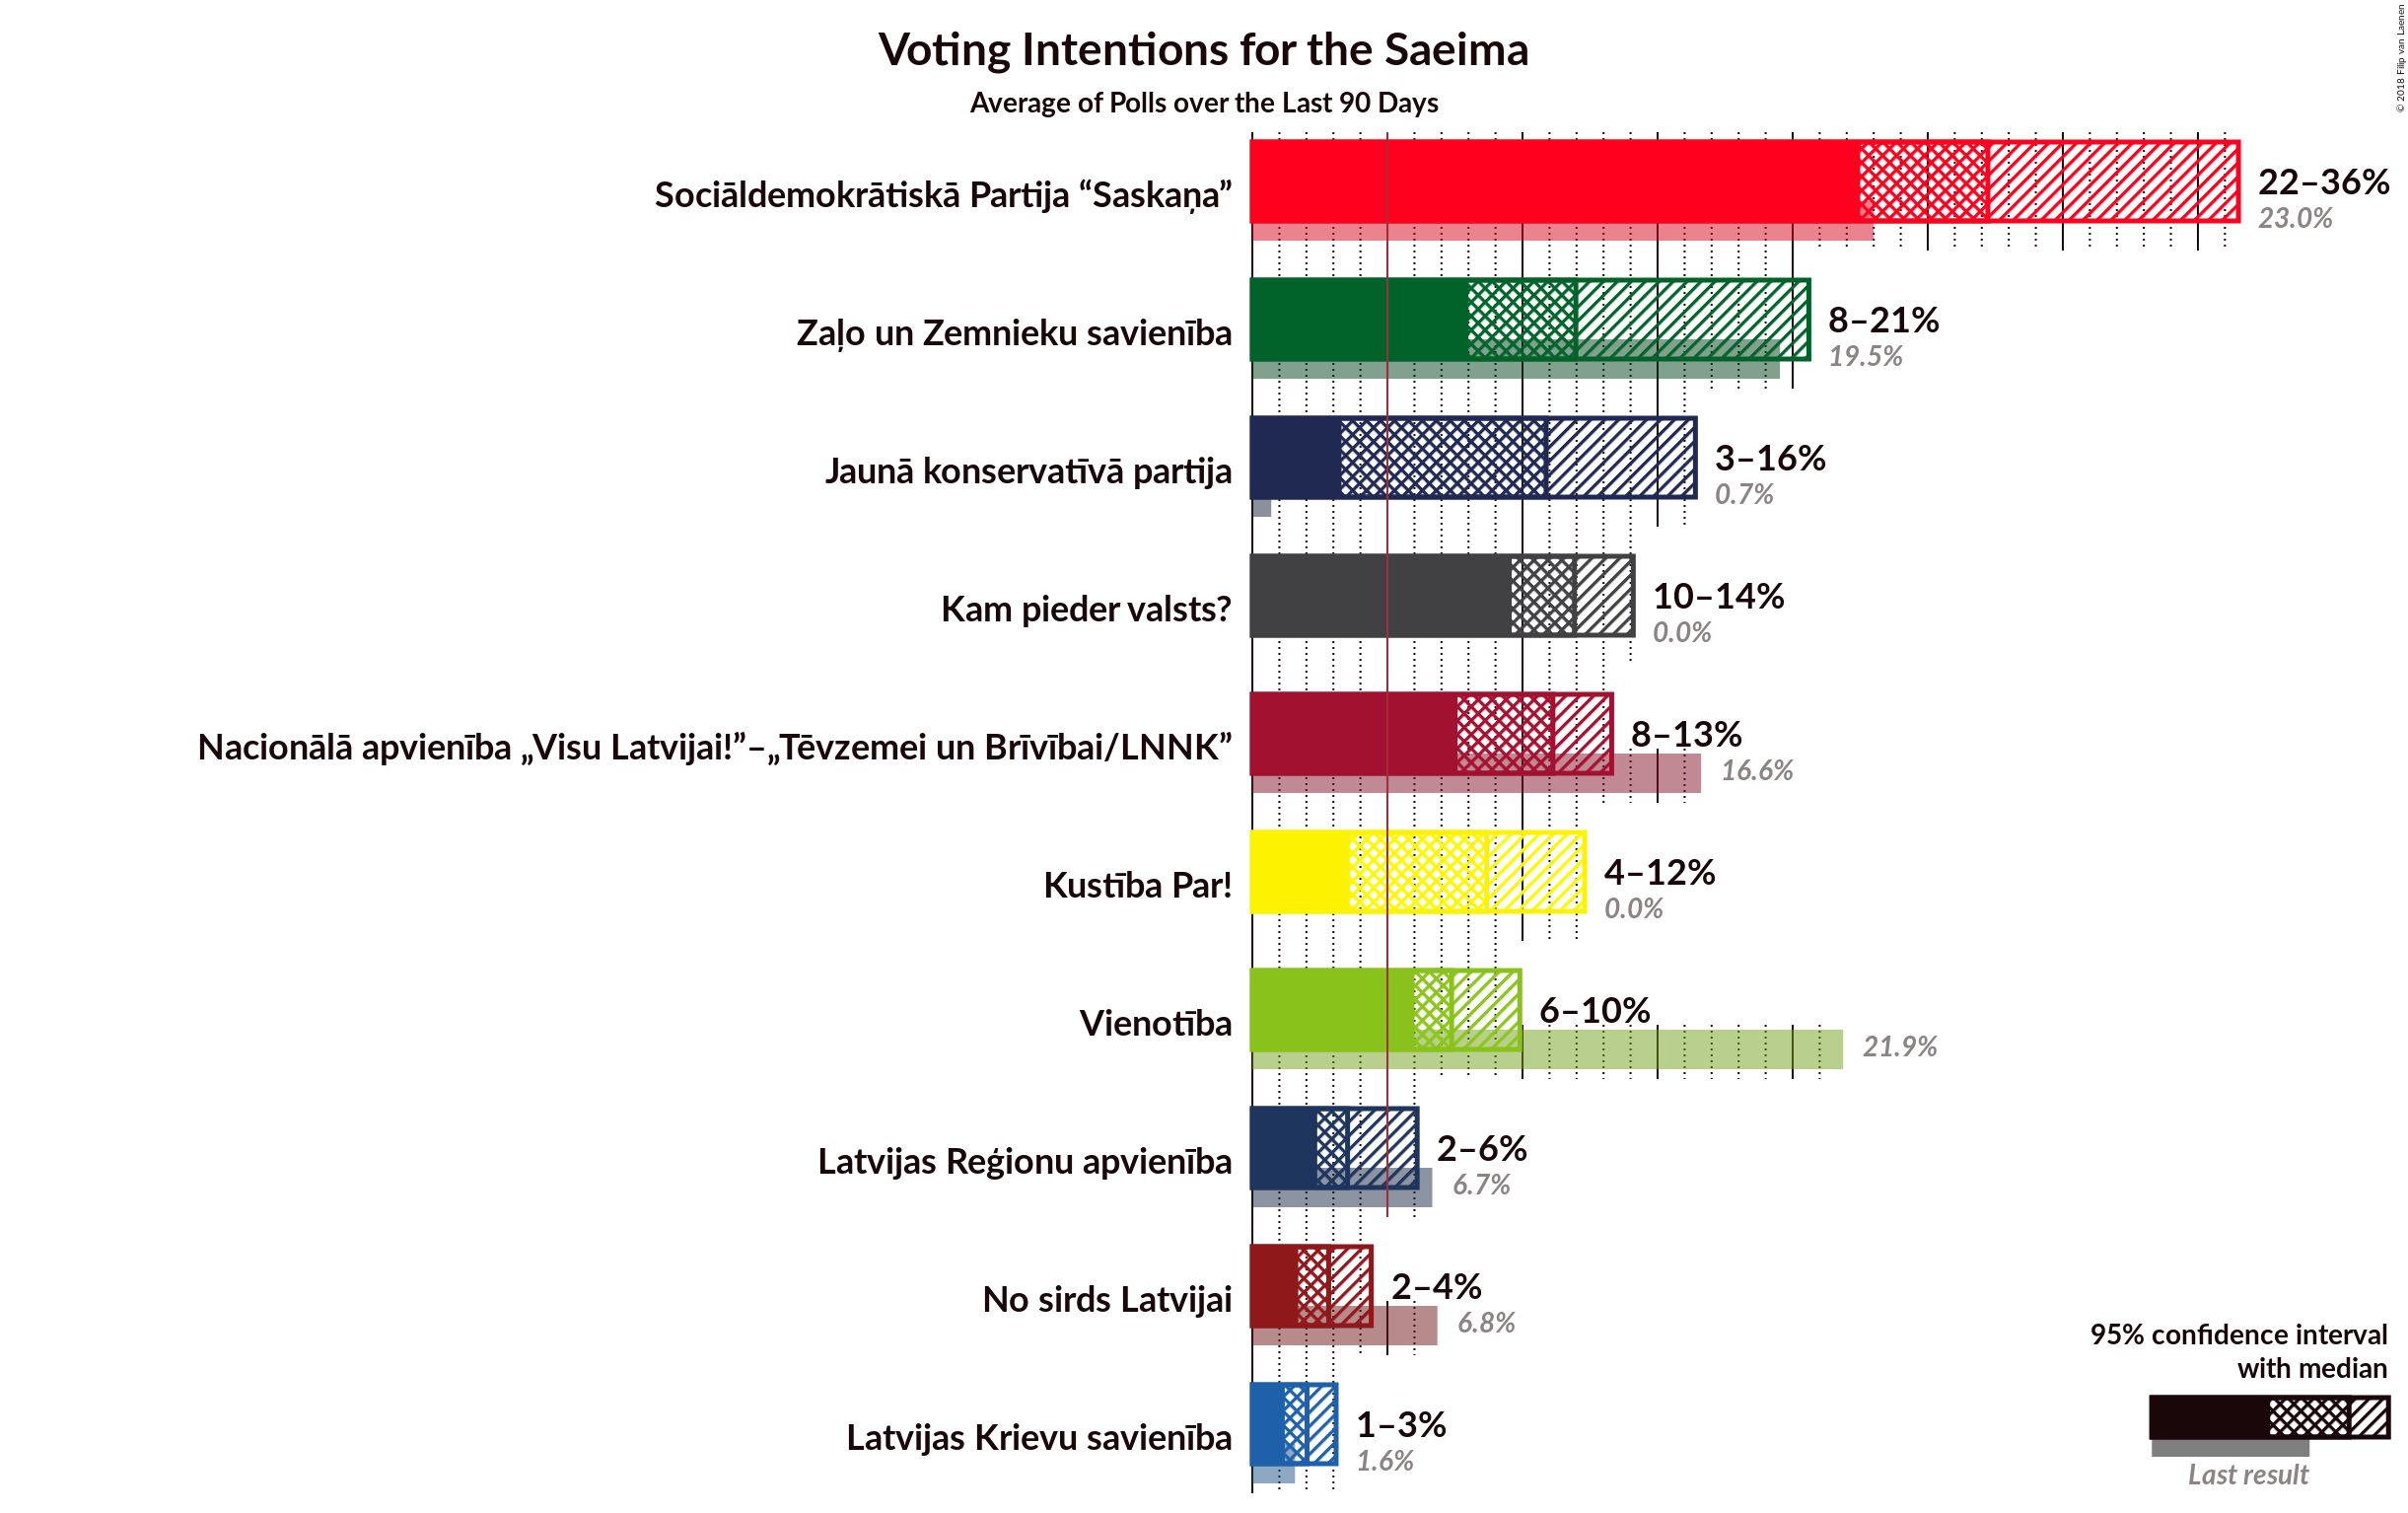 Voting Intentions for the Saeima
Average of Polls over the Last 90 Days
© 2018 Filip van Laenen
Sociāldemokrātiskā Partija “Saskaņa”
22–36%
23.0%
Zaļo un Zemnieku savienība
8–21%
19.5%
Jaunā konservatīvā partija
3–16%
0.7%
Kam pieder valsts?
10–14%
0.0%
Nacionālā apvienība „Visu Latvijai!”–„Tēvzemei un Brīvībai/LNNK”
8–13%
16.6%
Kustība Par!
4–12%
0.0%
Vienotība
6–10%
21.9%
Latvijas Reģionu apvienība
2–6%
6.7%
No sirds Latvijai
2–4%
6.8%
Latvijas Krievu savienība
1–3%
1.6%
95% confidence interval
with median
Last result